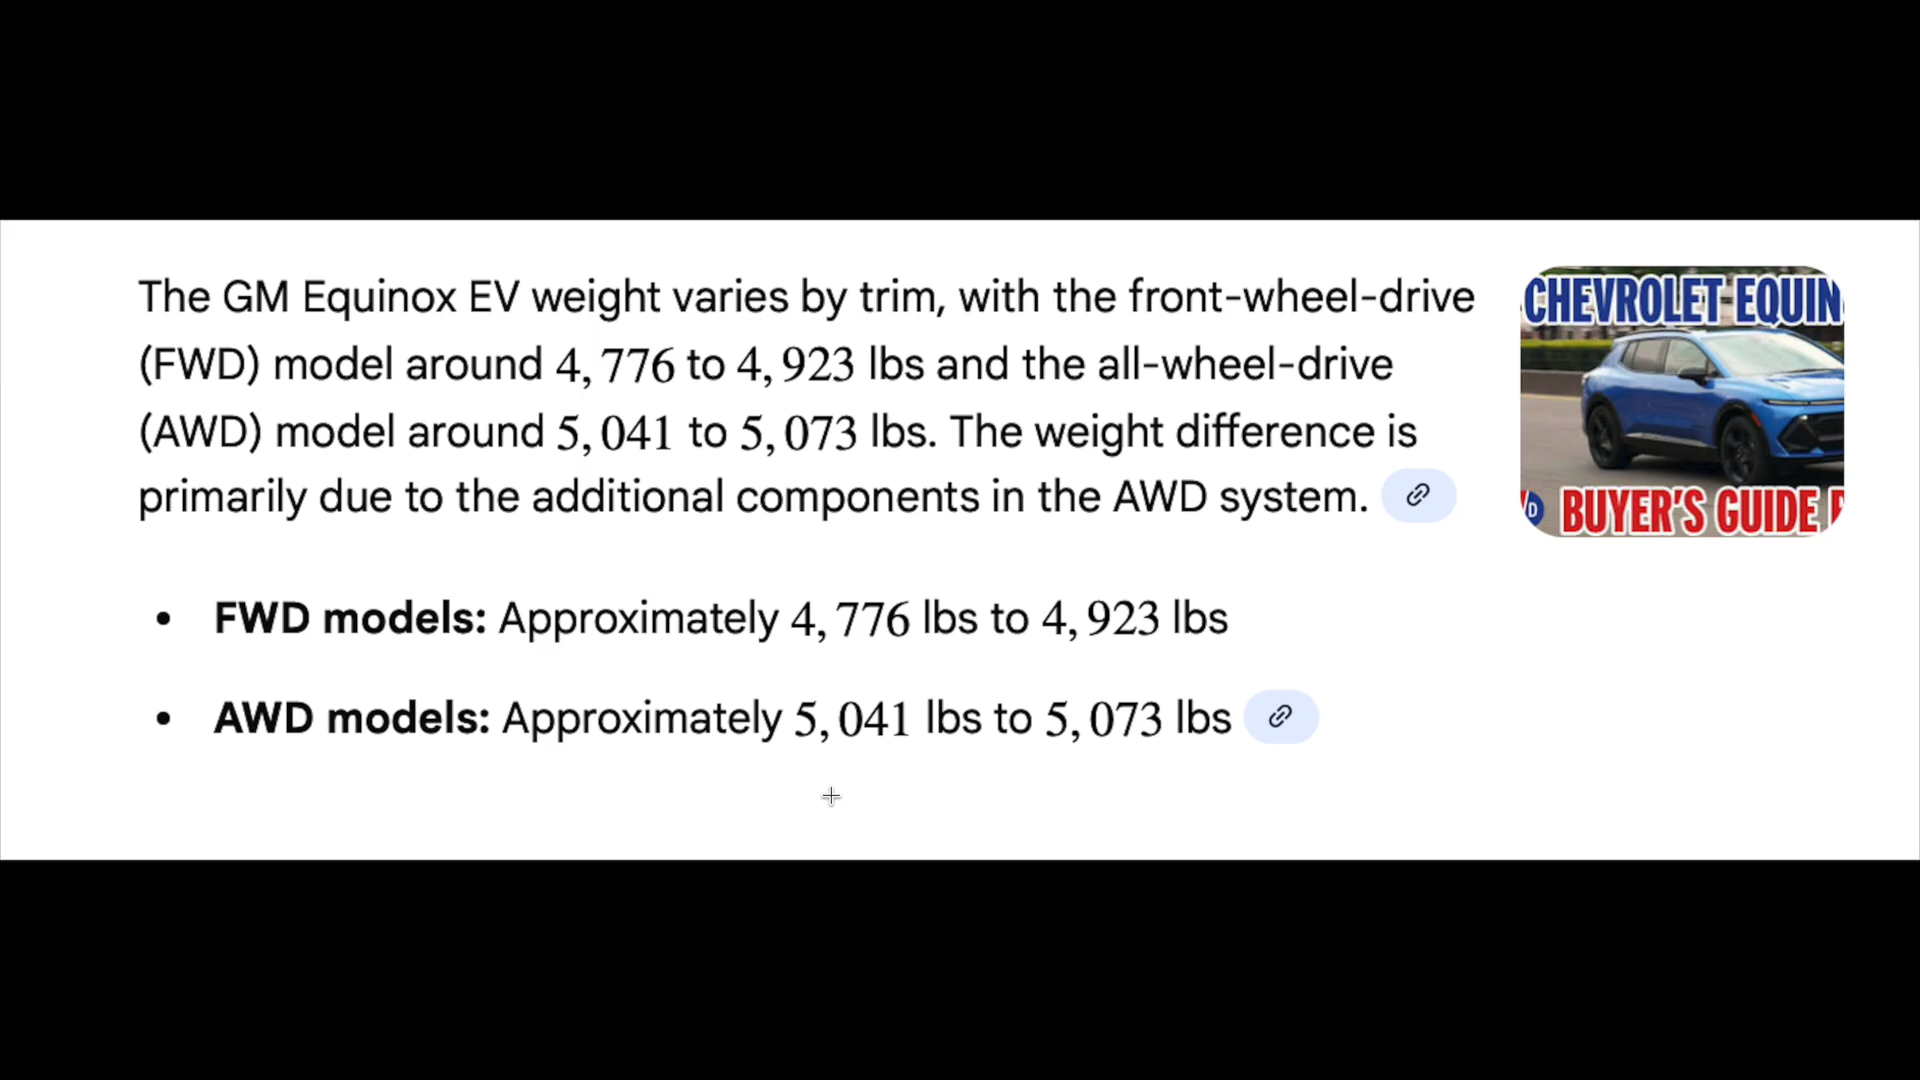 The GM Equinox EV weight varies by trim, with the front-wheel-drive
(FWD) model around 4, 776 to 4, 923 lbs and the all-wheel-drive
(AWD) model around 5, 041 to 5, 073 lbs. The weight difference is
primarily due to the additional components in the AWD system.
CHEVROLET EQUIN
BUYER'S GUIDE
• FWD models: Approximately 4, 776 lbs to 4, 923 lbs
• AWD models: Approximately 5, 041 lbs to 5, 073 lbs